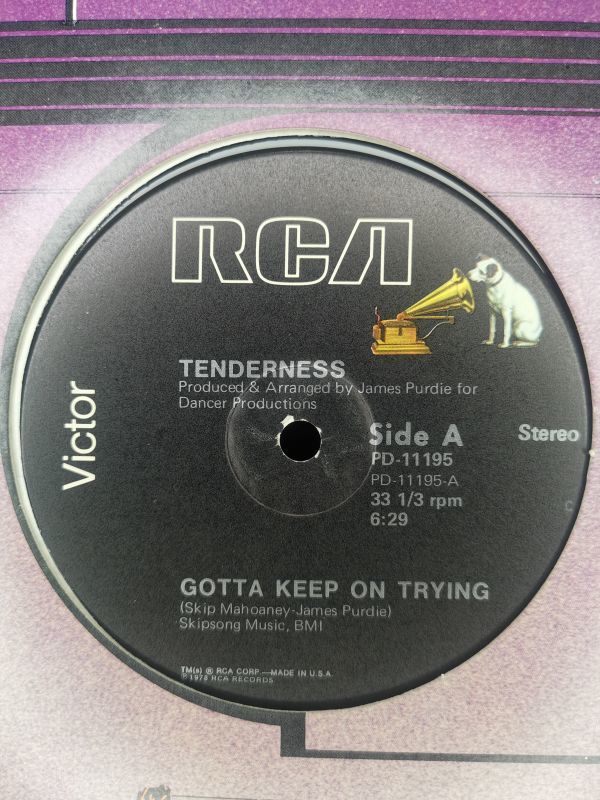 RCA
TENDERNESS
Produced & Arranged by James Purdie for
Dancer Productions
Victor
Side A
Stereo
PD-11195
PD-11195-A
33 1/3 rpm
6:29
C
GOTTA KEEP ON TRYING
(Skip Mahoaney-James Purdie)
Skipsong Music, BMI
TM(s) ® RCA CORP.—MADE IN U.S.A.
℗ 1978 RCA RECORDS